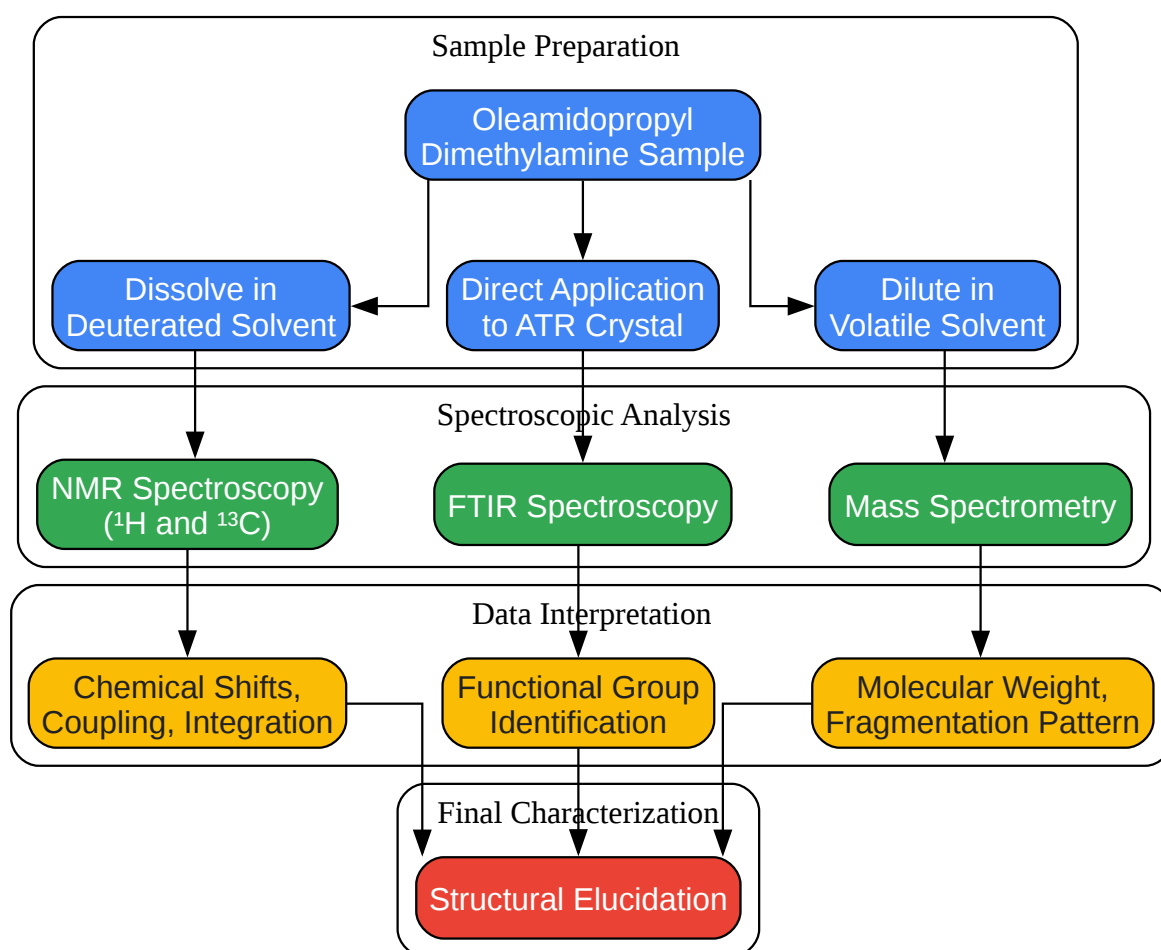 Sample Preparation
Oleamidopropyl
Dimethylamine Sample
Dissolve in
Deuterated Solvent
Direct Application
to ATR Crystal
Dilute in
Volatile Solvent
Spectroscopic Analysis
NMR Spectroscopy
(¹H and ¹³C)
FTIR Spectroscopy
Mass Spectrometry
Data Interpretation
Chemical Shifts,
Coupling, Integration
Functional Group
Identification
Molecular Weight,
Fragmentation Pattern
Final Characterization
Structural Elucidation